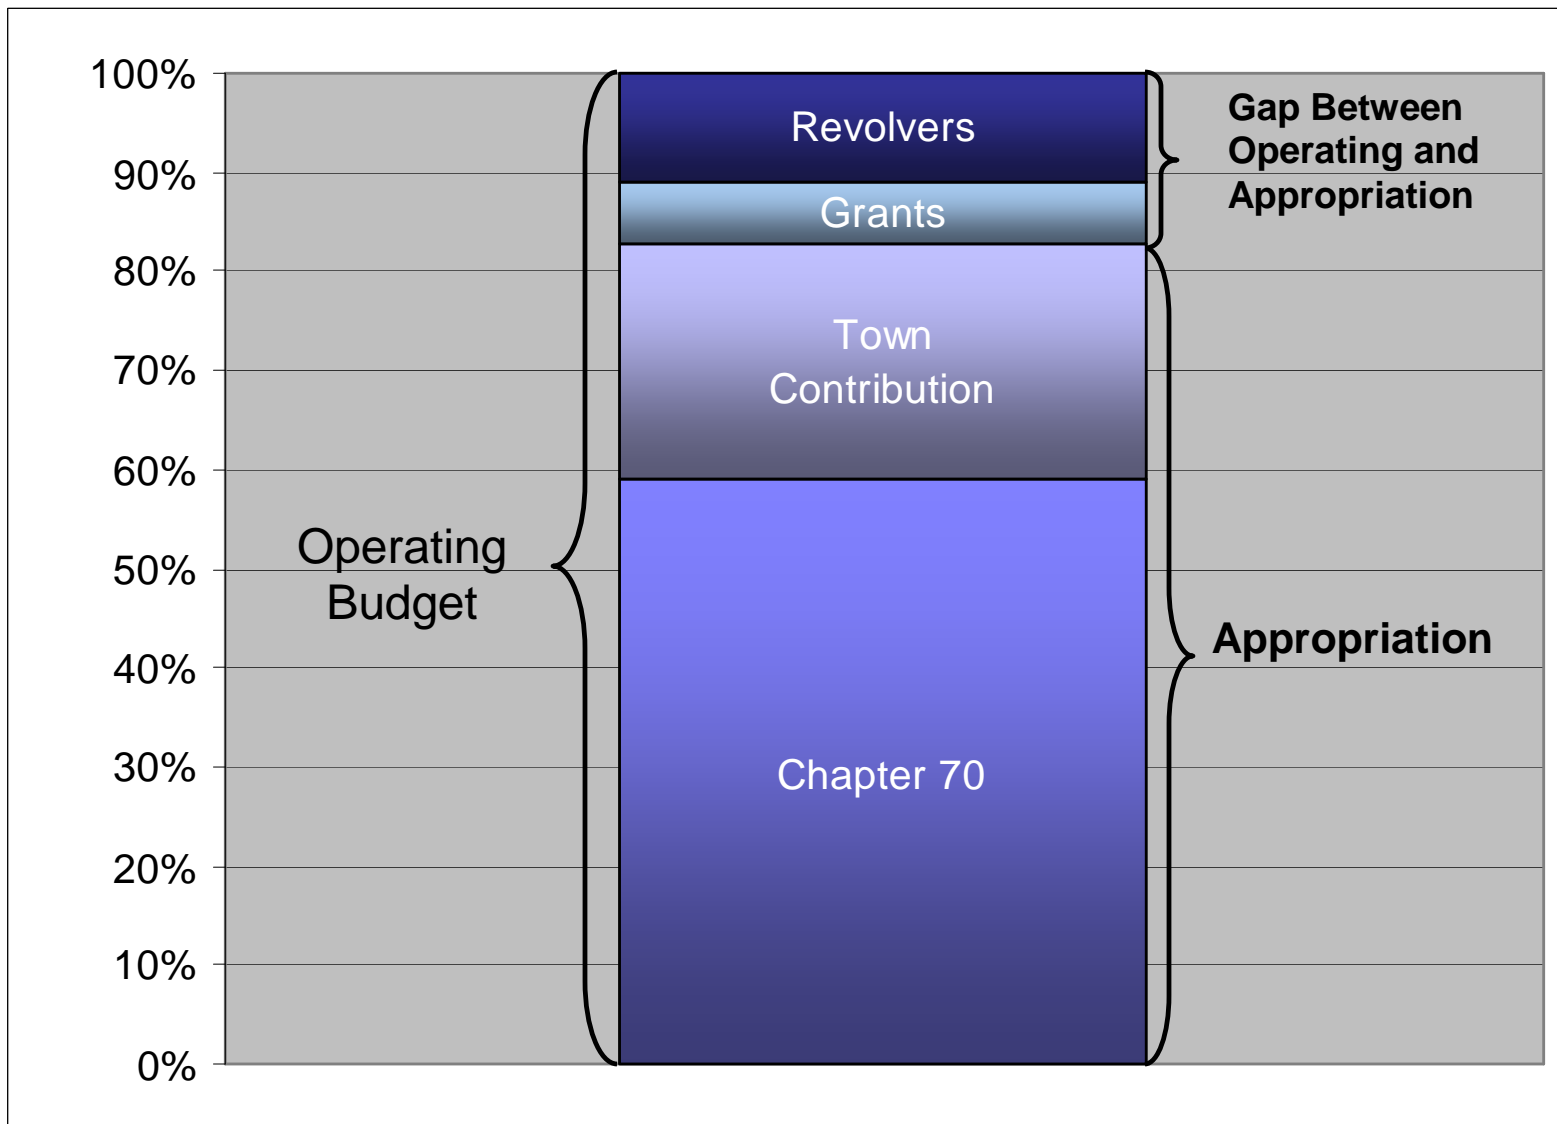 100%
90%
80%
70%
60%
50%
40%
30%
20%
10%
0%
Operating
Budget
Revolvers
Grants
Town
Contribution
Chapter 70
Gap Between
Operating and
Appropriation
Appropriation